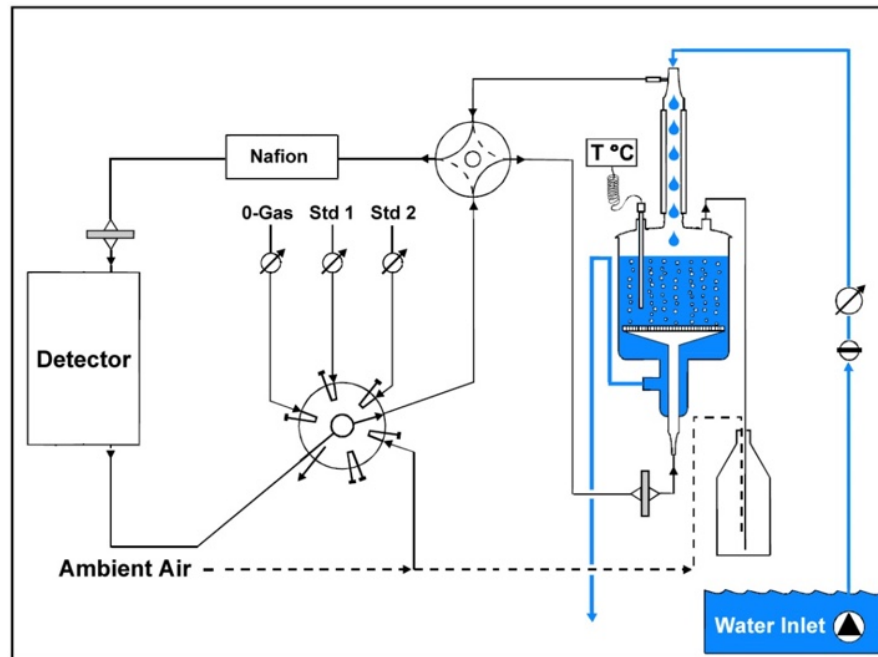 T °C
Nafion
0-Gas Std 1 Std 2
Detector
Ambient Air
Water Inlet